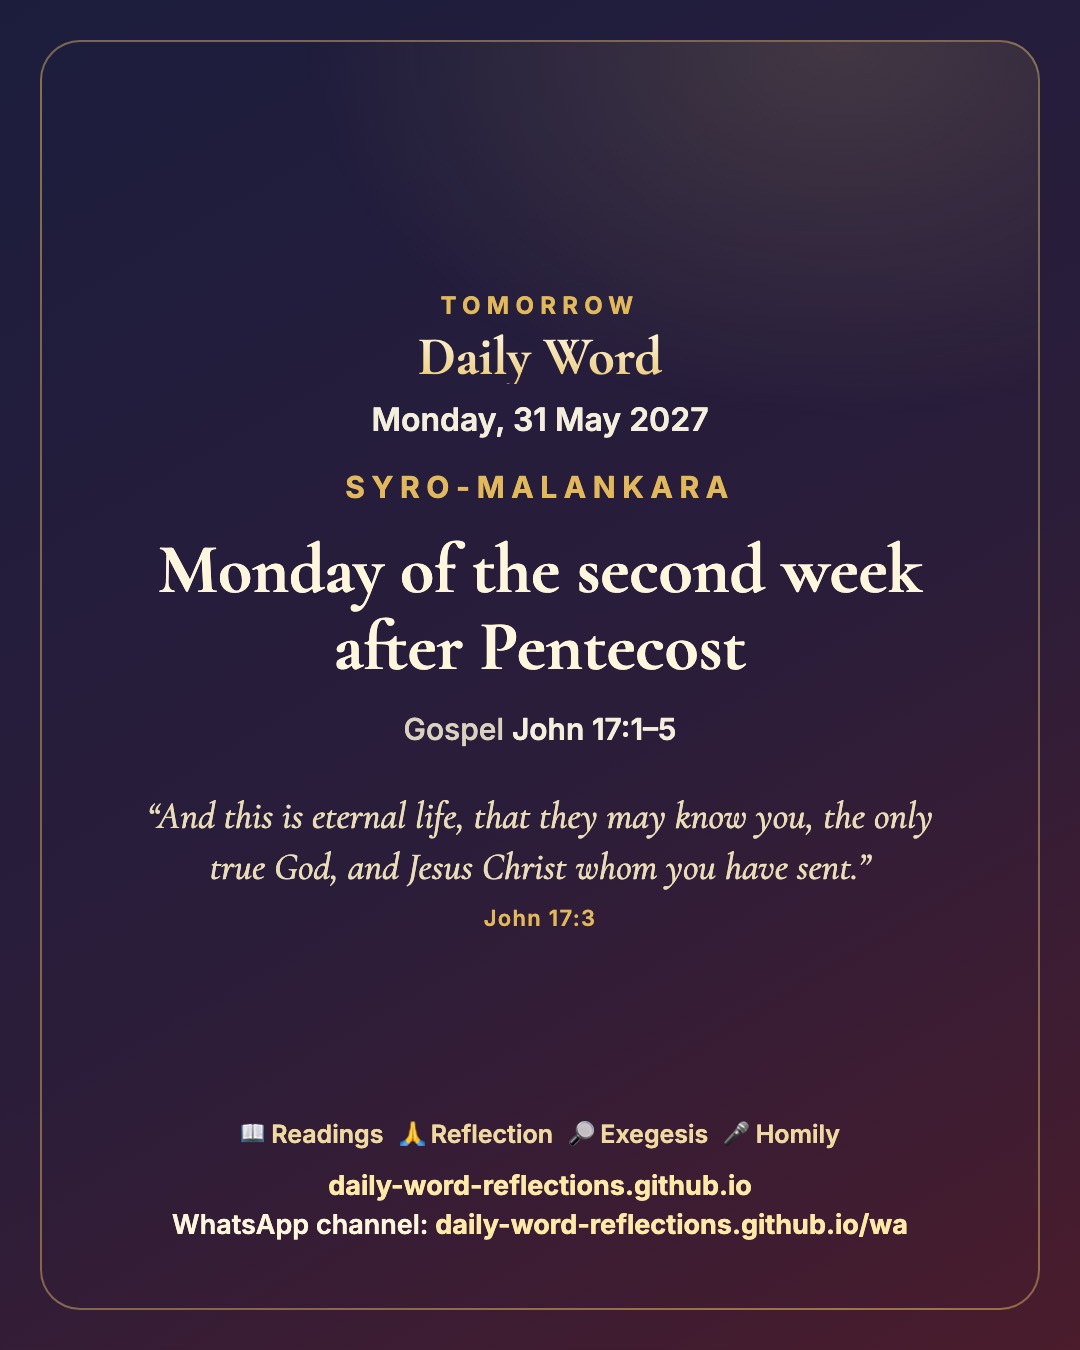 TOMORROW
Daily Word
Monday, 31 May 2027
SYRO-MALANKARA
Monday of the second week
after Pentecost
Gospel John 17:1–5
“And this is eternal life, that they may know you, the only
true God, and Jesus Christ whom you have sent.”
John 17:3
📖 Readings 🙏 Reflection 🔎 Exegesis 🎤 Homily
daily-word-reflections.github.io
WhatsApp channel: daily-word-reflections.github.io/wa